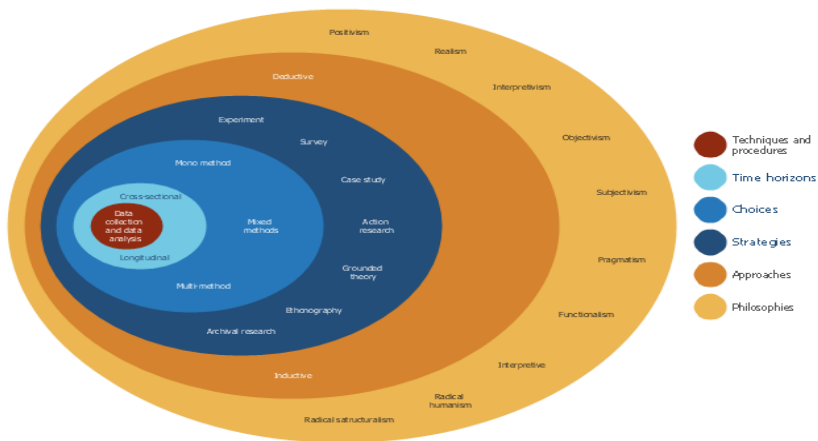 Positivism
Realism
Interpretivism
Objectivism
Subjectivism
Pragmatism
Functionalism
Interpretive
Radical
humanism
Radical satructuralism
Deductive
Inductive
Experiment
Survey
Case study
Action
research
Grounded
theory
Ethonography
Archival research
Mono method
Mixed
methods
Multi-method
Cross-sectional
Longitudinal
Data
collection
and data
analysis
Techniques and
procedures
Time horizons
Choices
Strategies
Approaches
Philosophies